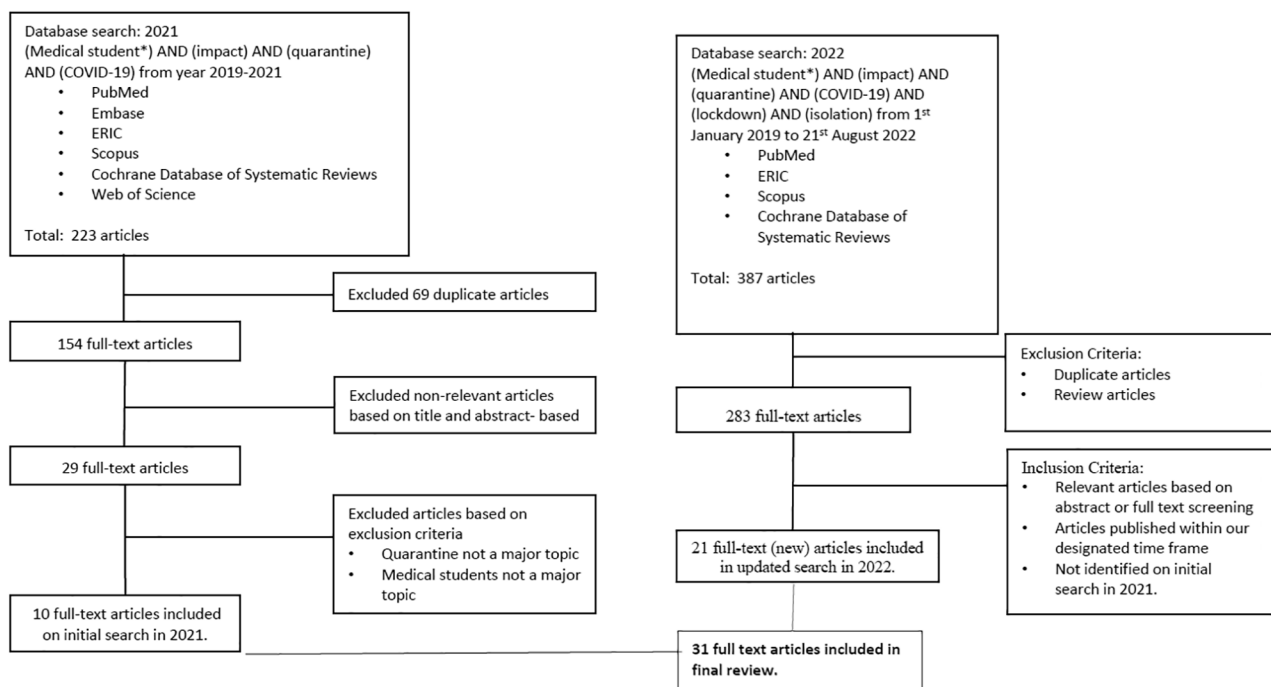 Database search: 2021
(Medical student*) AND (impact) AND (quarantine)
AND (COVID-19) from year 2019-2021
• PubMed
• Embase
• ERIC
• Scopus
• Cochrane Database of Systematic Reviews
• Web of Science
Total: 223 articles
Excluded 69 duplicate articles
154 full-text articles
Excluded non-relevant articles
based on title and abstract- based
29 full-text articles
Excluded articles based on
exclusion criteria
• Quarantine not a major topic
• Medical students not a major
topic
10 full-text articles included
on initial search in 2021.
Database search: 2022
(Medical student*) AND (impact) AND
(quarantine) AND (COVID-19) AND
(lockdown) AND (isolation) from 1st
January 2019 to 21st August 2022
• PubMed
• ERIC
• Scopus
• Cochrane Database of
Systematic Reviews
Total: 387 articles
Exclusion Criteria:
• Duplicate articles
• Review articles
283 full-text articles
Inclusion Criteria:
• Relevant articles based on
abstract or full text screening
• Articles published within our
designated time frame
• Not identified on initial
search in 2021.
21 full-text (new) articles included
in updated search in 2022.
31 full text articles included in
final review.